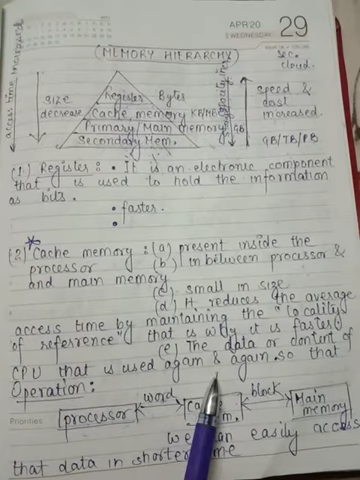 APR'20
WEDNESDAY
29
(MEMORY HIERARCHY)
sec.
cloud.
access time increased
SIZE
decrease
Register
Bytes
Cache memory KB/MB
Primary/Main memory GB
Secondary Mem.
Speed &
cost
increased.
GB/TB/PB
(1) Register : • It is an electronic component
that is used to hold the information
as bits.
• faster.
•
(2) *Cache memory : (a) present inside the
processor (b) in between processor &
and main memory
(c) small in size
(d) It reduces the average
access time by maintaining the "locality
of referrence" that is why it is faster)
(e) The data or content of
CPU that is used again & again. so that
Operation:
processor
word
block
Main
memory
Priorities
easily access
that data in shorter time